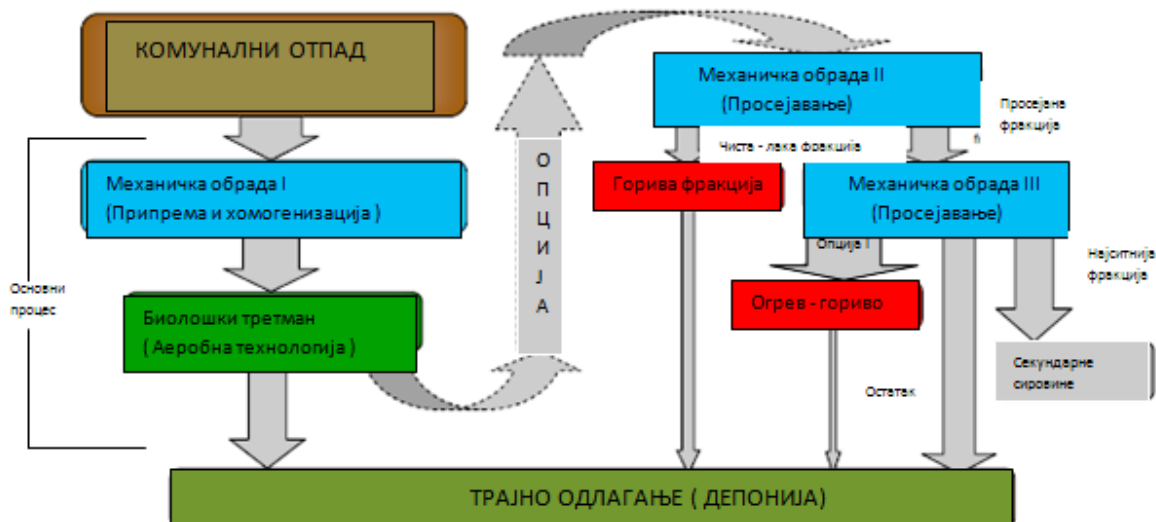 КОМУНАЛНИ ОТПАД
Механичка обрада I
(Припрема и хомогенизација )
Основни
процес
Биолошки третман
( Аеробна технологија )
О
П
Ц
И
Ј
А
Механичка обрада II
(Просејавање)
Просејана
фракција
Чиста - лака фракција
Горива фракција
Механичка обрада III
(Просејавање)
Опција I
Најситнија
фракција
Огрев - гориво
Секундарне
сировине
Остатак
ТРАЈНО ОДЛАГАЊЕ ( ДЕПОНИЈА)